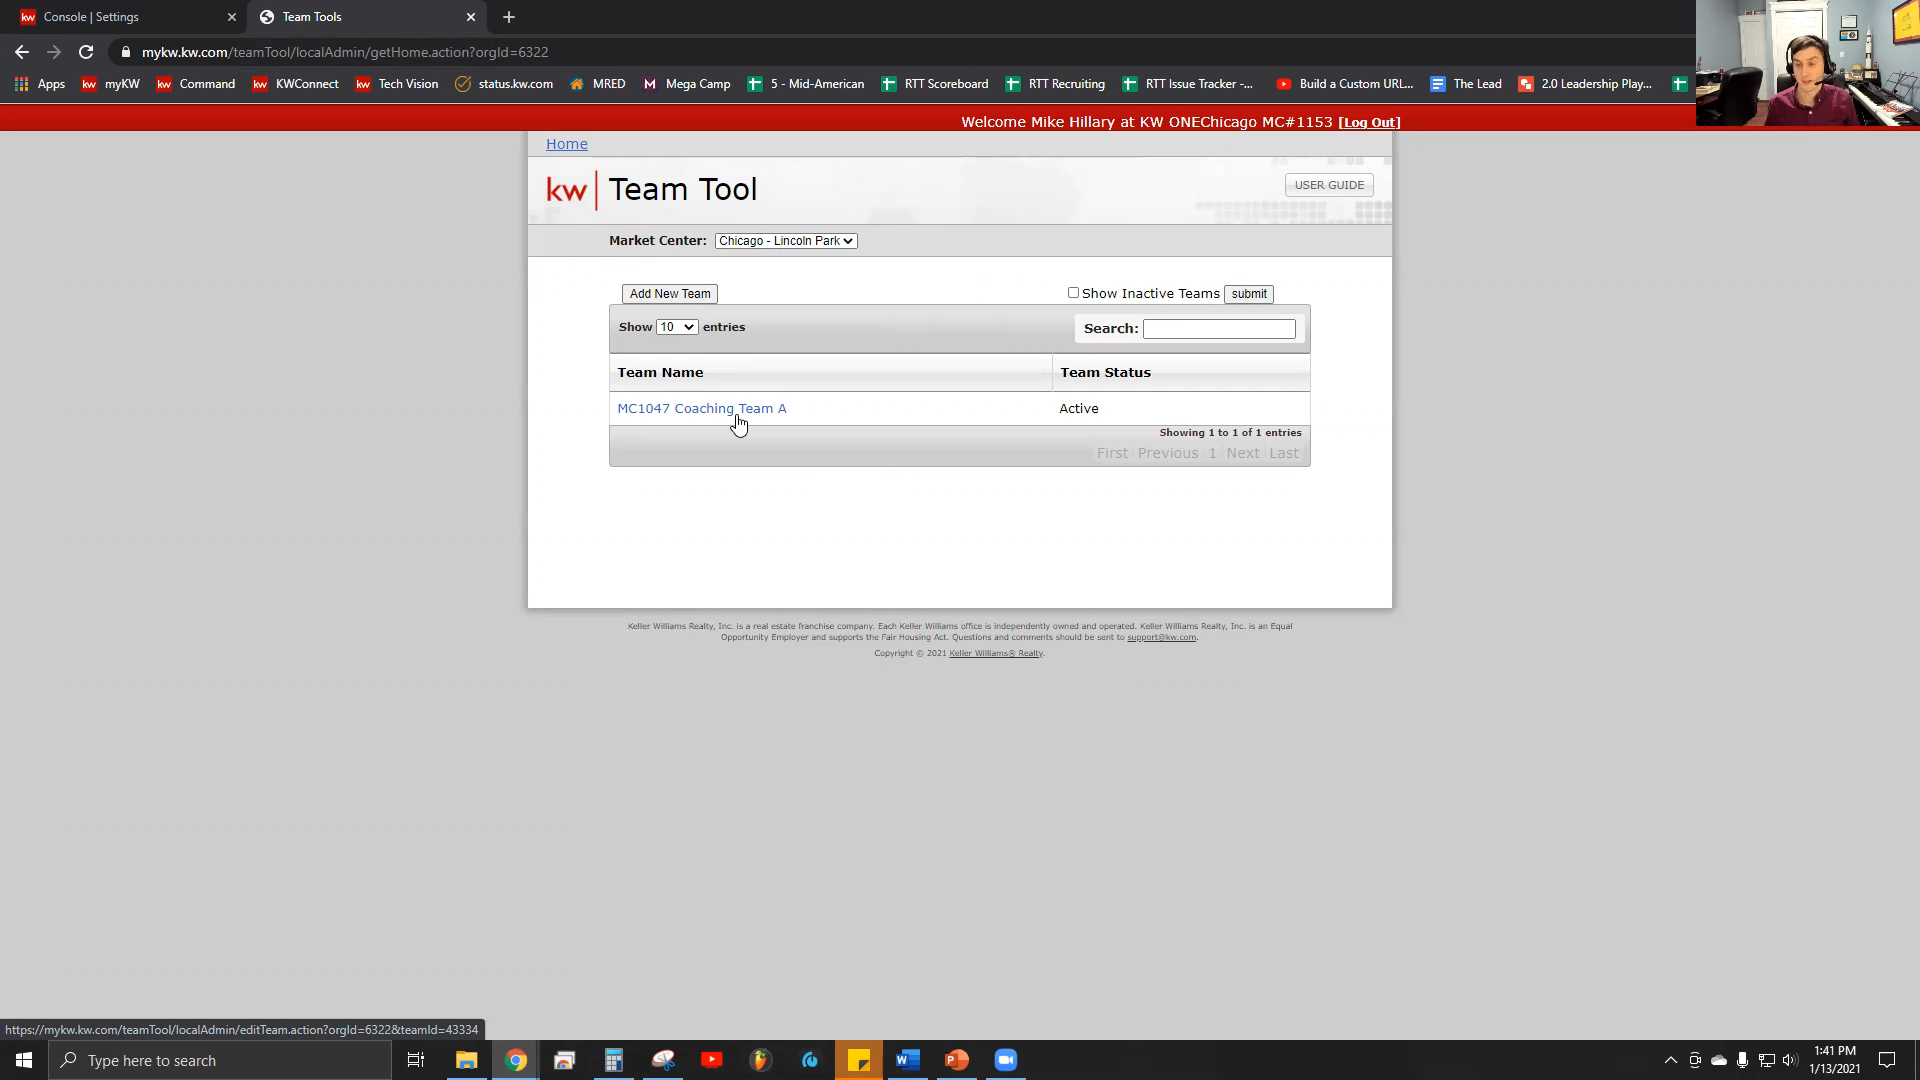 Console | Settings
Team Tools
mykw.kw.com/teamTool/localAdmin/getHome.action?orgId=6322
Apps myKW Command KWConnect Tech Vision status.kw.com MRED Mega Camp 5 - Mid-American RTT Scoreboard RTT Recruiting RTT Issue Tracker -... Build a Custom URL... The Lead 2.0 Leadership Play...
Welcome Mike Hillary at KW ONEChicago MC#1153 [Log Out]
Home
kw Team Tool
USER GUIDE
Market Center: Chicago - Lincoln Park
Add New Team
Show Inactive Teams submit
Show 10 entries
Search:
Team Name Team Status
MC1047 Coaching Team A Active
Showing 1 to 1 of 1 entries
First Previous 1 Next Last
Keller Williams Realty, Inc. is a real estate franchise company. Each Keller Williams office is independently owned and operated. Keller Williams Realty, Inc. is an Equal
Opportunity Employer and supports the Fair Housing Act. Questions and comments should be sent to support@kw.com.
Copyright © 2021 Keller Williams® Realty.
https://mykw.kw.com/teamTool/localAdmin/editTeam.action?orgId=6322&teamId=43334
Type here to search
1:41 PM
1/13/2021